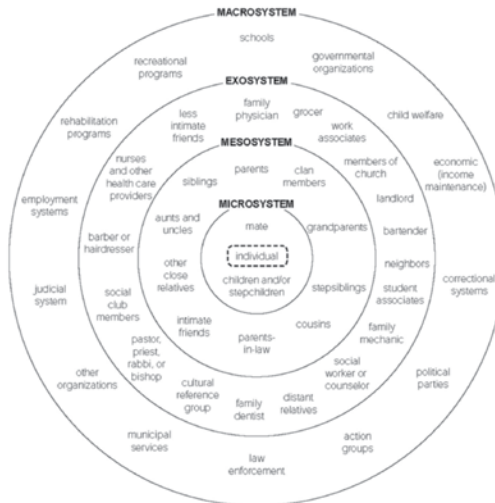 MACROSYSTEM
schools
recreational
programs
governmental
organizations
EXOSYSTEM
rehabilitation
programs
less
intimate
friends
family
physician
grocer
work
associates
child welfare
MESOSYSTEM
nurses
and other
health care
providers
siblings
parents
clan
members
members of
church
economic
(income
maintenance)
employment
systems
MICROSYSTEM
landlord
aunts and
uncles
mate
grandparents
bartender
barber or
hairdresser
individual
neighbors
other
close
relatives
children and/or
stepchildren
stepsiblings
student
associates
correctional
systems
judicial
system
social
club
members
intimate
friends
parents-
in-law
cousins
family
mechanic
pastor,
priest,
rabbi, or
bishop
social
worker or
counselor
other
organizations
cultural
reference
group
family
dentist
distant
relatives
political
parties
municipal
services
law
enforcement
action
groups